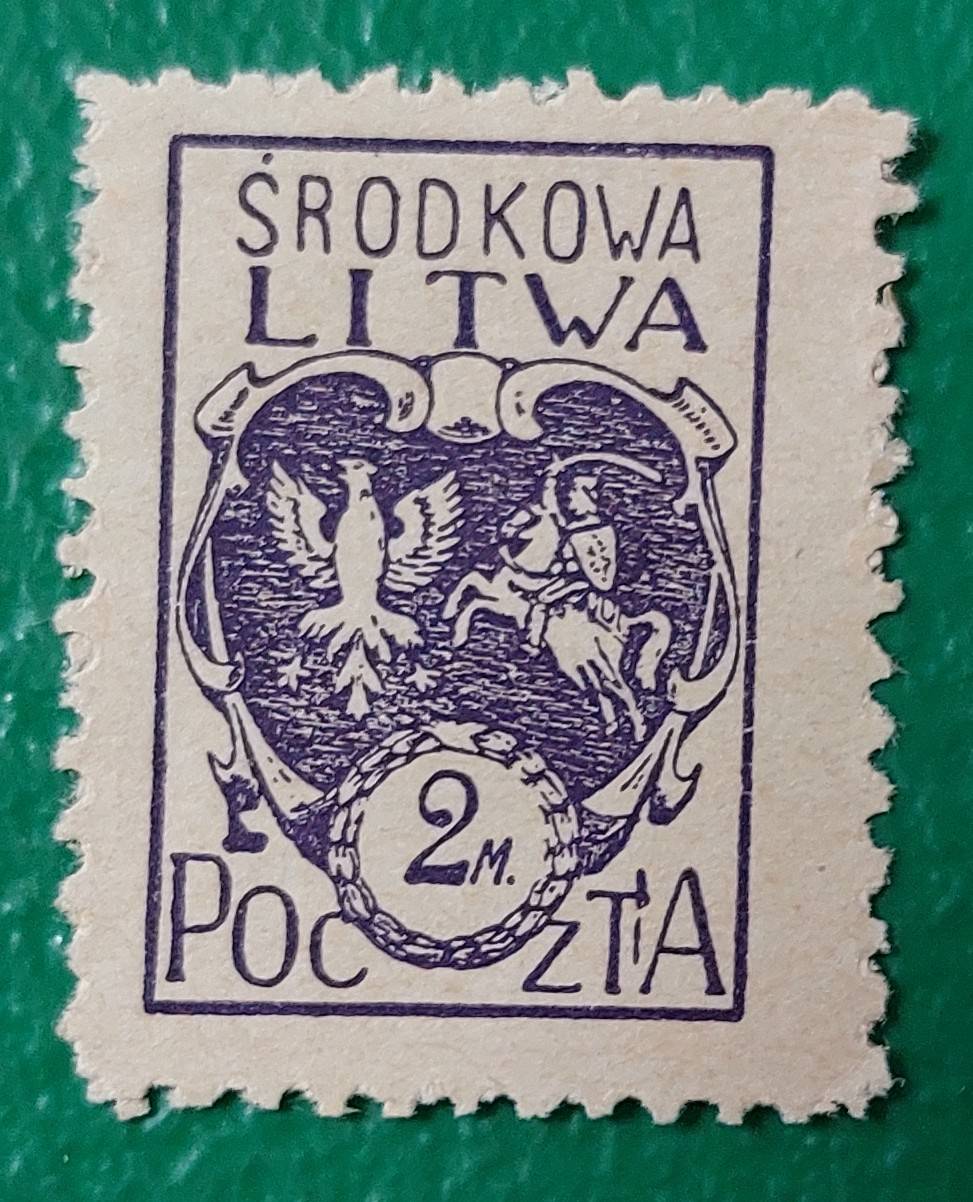 ŚRODKOWA
LITWA
2 M.
POCZTA